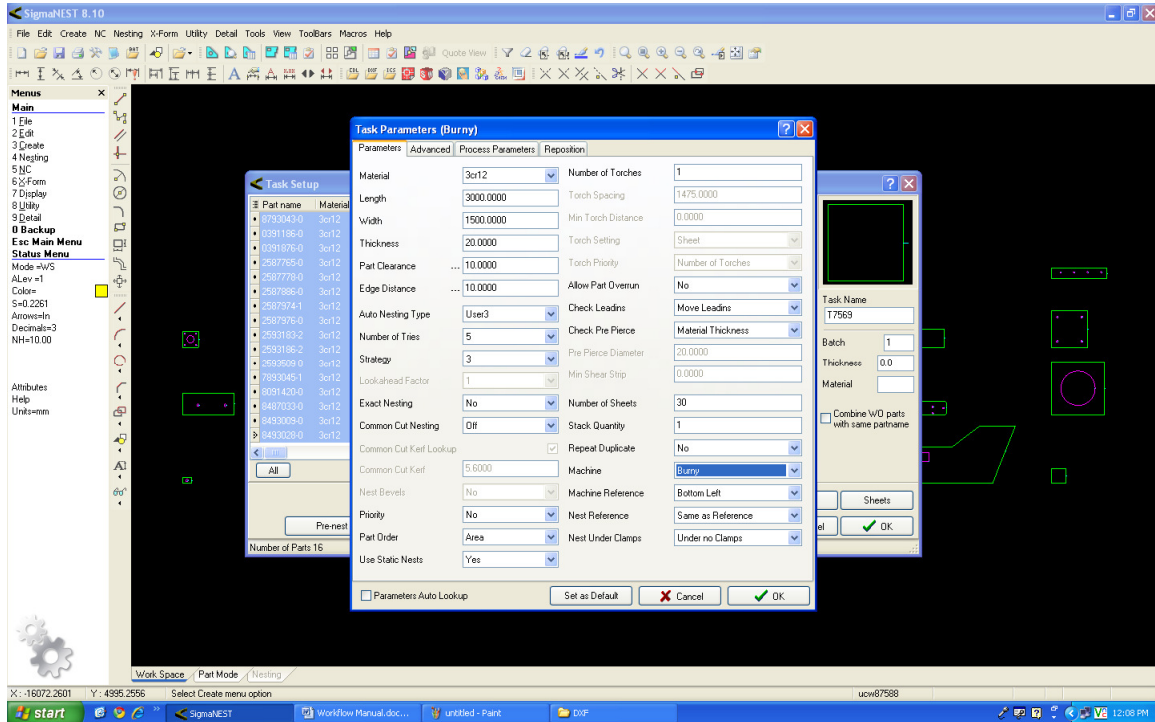 SigmaNEST 8.10
File Edit Create NC Nesting X-Form Utility Detail Tools View ToolBars Macros Help
Quote View
Menus
Main
1 File
2 Edit
3 Create
4 Nesting
5 NC
6 X-Form
7 Display
8 Utility
9 Detail
0 Backup
Esc Main Menu
Status Menu
Mode =WS
ALev =1
Color=
S=0.2261
Arrows=In
Decimals=3
NH=10.00
Attributes
Help
Units=mm
Task Setup
Part name Material
8793043-0 3cr12
0391186-0 3cr12
0391876-0 3cr12
2587765-0 3cr12
2587778-0 3cr12
2587886-0 3cr12
2587974-1 3cr12
2587976-0 3cr12
2593183-2 3cr12
2593186-2 3cr12
2593509-0 3cr12
7893045-1 3cr12
8091420-0 3cr12
8487033-0 3cr12
8493009-0 3cr12
8493028-0 3cr12
All
Pre-nest
Number of Parts 16
Task Parameters (Burny)
Parameters Advanced Process Parameters Reposition
Material 3cr12
Length 3000.0000
Width 1500.0000
Thickness 20.0000
Part Clearance ... 10.0000
Edge Distance ... 10.0000
Auto Nesting Type User3
Number of Tries 5
Strategy 3
Lookahead Factor 1
Exact Nesting No
Common Cut Nesting Off
Common Cut Kerf Lookup
Common Cut Kerf 5.6000
Nest Bevels No
Priority No
Part Order Area
Use Static Nests Yes
Number of Torches 1
Torch Spacing 1475.0000
Min Torch Distance 0.0000
Torch Setting Sheet
Torch Priority Number of Torches
Allow Part Overrun No
Check Leadins Move Leadins
Check Pre Pierce Material Thickness
Pre Pierce Diameter 20.0000
Min Shear Strip 0.0000
Number of Sheets 30
Stack Quantity 1
Repeat Duplicate No
Machine Burny
Machine Reference Bottom Left
Nest Reference Same as Reference
Nest Under Clamps Under no Clamps
Parameters Auto Lookup
Set as Default Cancel OK
Task Name
T7569
Batch 1
Thickness 0.0
Material
Combine WO parts
with same partname
Sheets
OK
Work Space Part Mode Nesting
X: -16072.2601 Y: 4995.2556 Select Create menu option ucw87588
start SigmaNEST Workflow Manual.doc... untitled - Paint DXF 12:08 PM